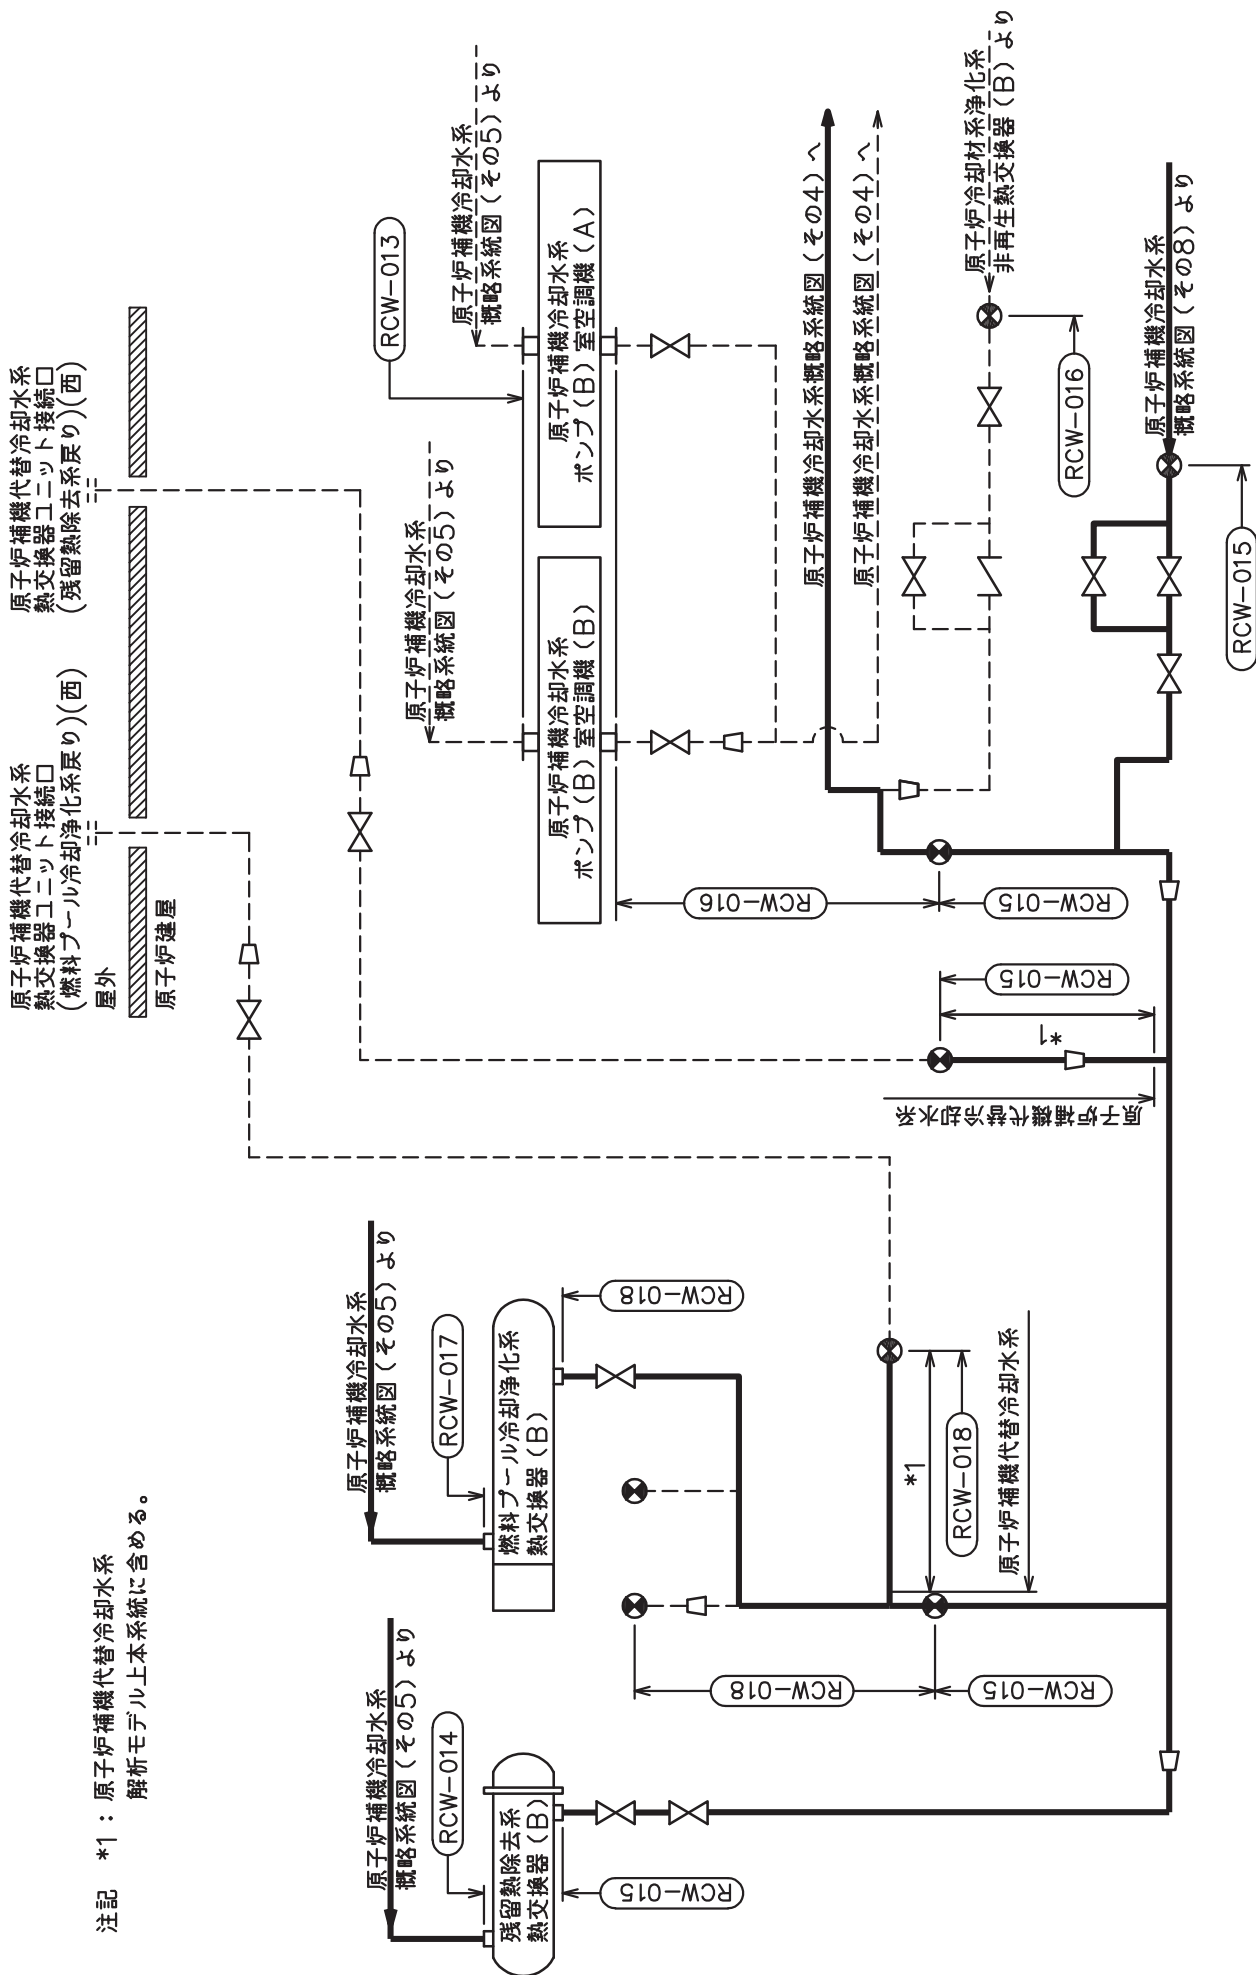 注記　*1：原子炉補機代替冷却水系
解析モデル上本系統に含める。
原子炉補機代替冷却水系
熱交換器ユニット接続口
(燃料プール冷却浄化系戻り)(西)
原子炉補機代替冷却水系
熱交換器ユニット接続口
(残留熱除去系戻り)(西)
屋外
原子炉建屋
原子炉補機冷却水系
概略系統図（その5）より
RCW-014
残留熱除去系
熱交換器（B）
RCW-015
原子炉補機冷却水系
概略系統図（その5）より
RCW-017
燃料プール冷却浄化系
熱交換器（B）
RCW-018
RCW-018
RCW-015
*1
RCW-018
原子炉補機代替冷却水系
原子炉補機代替冷却水系
*1
RCW-015
原子炉補機冷却水系
概略系統図（その5）より
原子炉補機冷却水系
概略系統図（その5）より
RCW-013
原子炉補機冷却水系
ポンプ（B）室空調機（B）
原子炉補機冷却水系
ポンプ（B）室空調機（A）
RCW-016
RCW-015
原子炉補機冷却水系概略系統図（その4）へ
原子炉補機冷却水系概略系統図（その4）へ
原子炉冷却材系浄化系
非再生熱交換器（B）より
RCW-016
原子炉補機冷却水系
概略系統図（その8）より
RCW-015